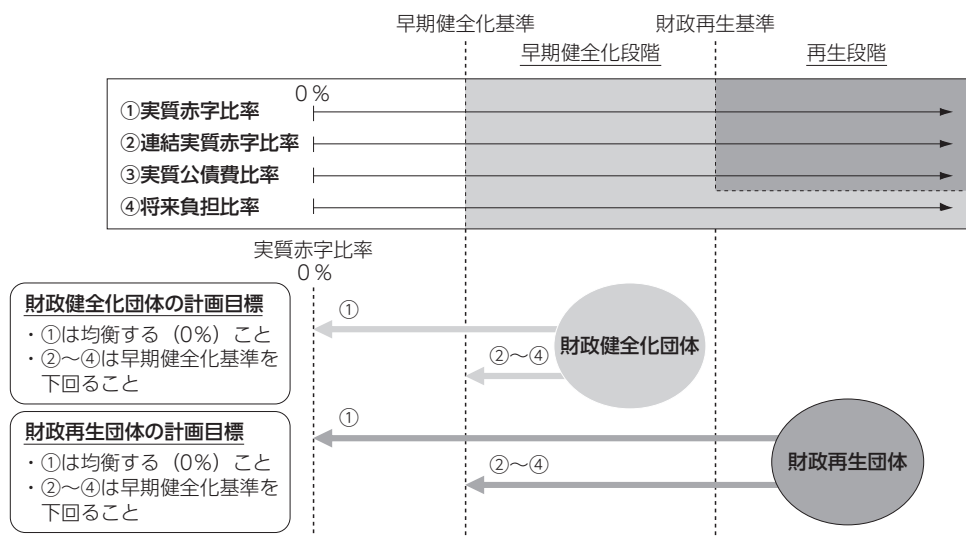 早期健全化基準
財政再生基準
早期健全化段階
再生段階
0%
①実質赤字比率
②連結実質赤字比率
③実質公債費比率
④将来負担比率
実質赤字比率
0%
財政健全化団体の計画目標
・①は均衡する(0%)こと
・②～④は早期健全化基準を
下回ること
①
②～④
財政健全化団体
財政再生団体の計画目標
・①は均衡する(0%)こと
・②～④は早期健全化基準を
下回ること
①
②～④
財政再生団体